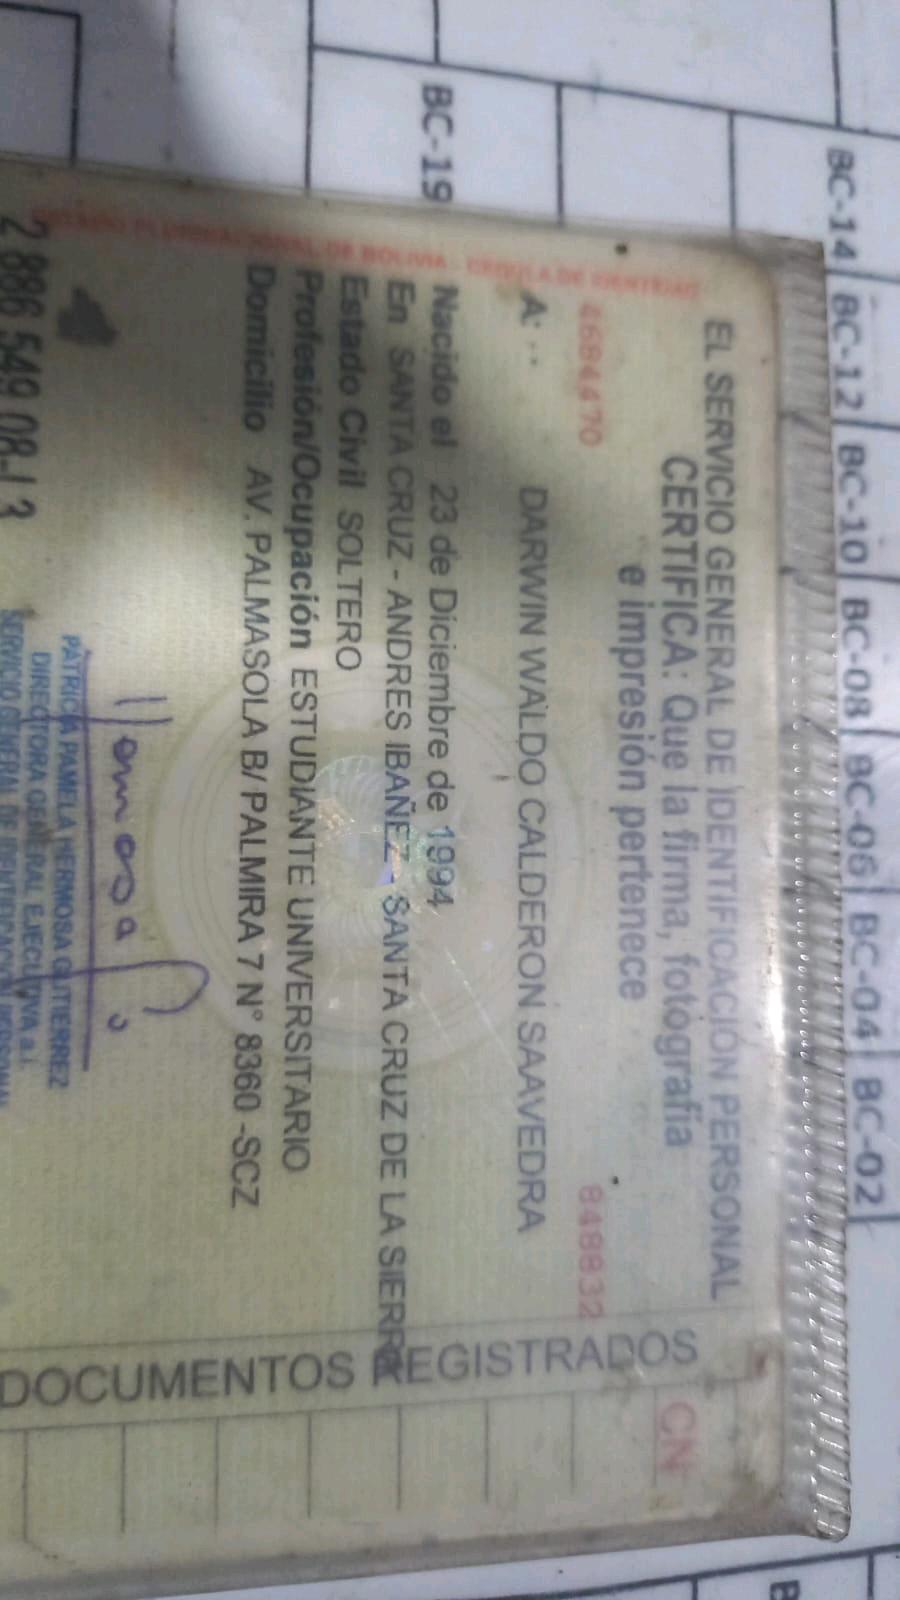 BC-19
BC-14 BC-12 BC-10 BC-08 BC-06 BC-04 BC-02
ESTADO PLURINACIONAL DE BOLIVIA - CEDULA DE IDENTIDAD
EL SERVICIO GENERAL DE IDENTIFICACIÓN PERSONAL
CERTIFICA: Que la firma, fotografía
e impresión pertenece
4684470 848832
A: .. DARWIN WALDO CALDERON SAAVEDRA
Nacido el 23 de Diciembre de 1994
En SANTA CRUZ - ANDRES IBAÑEZ - SANTA CRUZ DE LA SIERRA
Estado Civil SOLTERO
Profesión/Ocupación ESTUDIANTE UNIVERSITARIO
Domicilio AV. PALMASOLA B/ PALMIRA 7 N° 8360 -SCZ
PATRICIA PAMELA HERMOSA GUTIERREZ
DIRECTORA GENERAL EJECUTIVA a.i.
SERVICIO GENERAL DE IDENTIFICACIÓN PERSONAL
2 886 549 08-13
DOCUMENTOS REGISTRADOS
CN